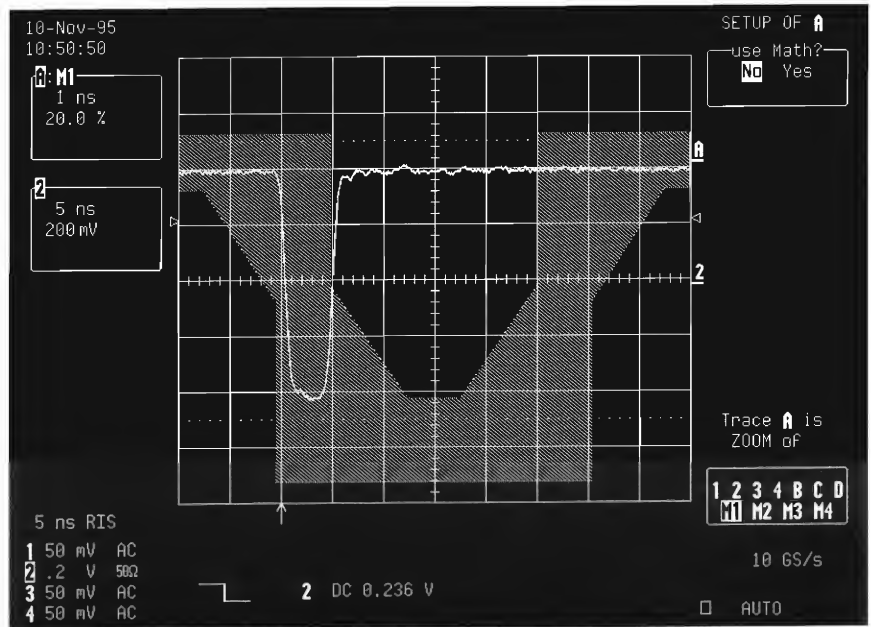 10-Nov-95
10:50:50
A:M1
1 ns
20.0 %
2
5 ns
200mV
SETUP OF A
use Math?
No Yes
A
2
Trace A is
ZOOM of
1 2 3 4 B C D
M1 M2 M3 M4
5 ns RIS
1 50 mV AC
2 .2 V 50Ω
3 50 mV AC
4 50 mV AC
2 DC 0.236 V
10 GS/s
AUTO